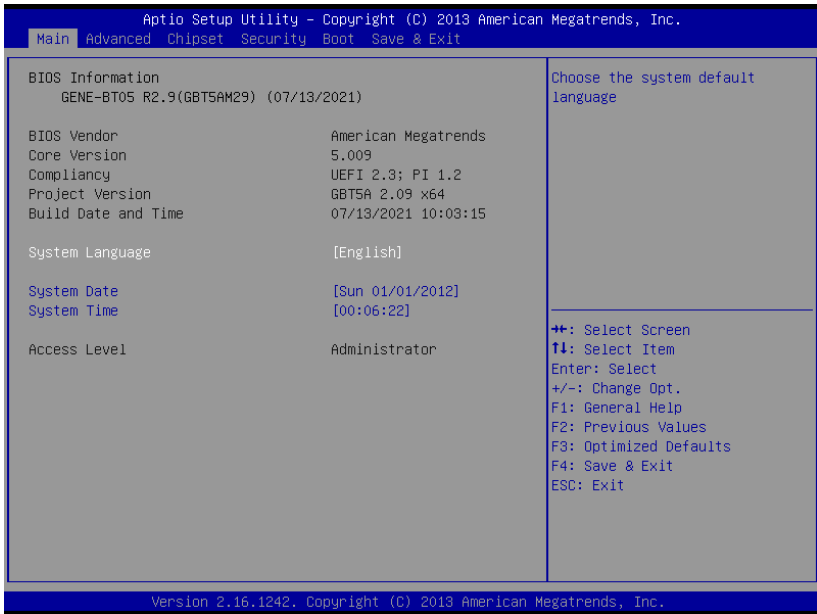 Aptio Setup Utility – Copyright (C) 2013 American Megatrends, Inc.
Main Advanced Chipset Security Boot Save & Exit
BIOS Information
GENE-BT05 R2.9(GBT5AM29) (07/13/2021)
BIOS Vendor American Megatrends
Core Version 5.009
Compliancy UEFI 2.3; PI 1.2
Project Version GBT5A 2.09 x64
Build Date and Time 07/13/2021 10:03:15
System Language [English]
System Date [Sun 01/01/2012]
System Time [00:06:22]
Access Level Administrator
Choose the system default
language
→←: Select Screen
↑↓: Select Item
Enter: Select
+/-: Change Opt.
F1: General Help
F2: Previous Values
F3: Optimized Defaults
F4: Save & Exit
ESC: Exit
Version 2.16.1242. Copyright (C) 2013 American Megatrends, Inc.